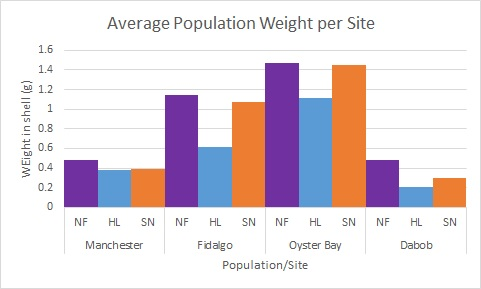 Average Population Weight per Site
WEight in shell (g)
1.6
1.4
1.2
1
0.8
0.6
0.4
0.2
0
NF HL SN NF HL SN NF HL SN NF HL SN
Manchester Fidalgo Oyster Bay Dabob
Population/Site